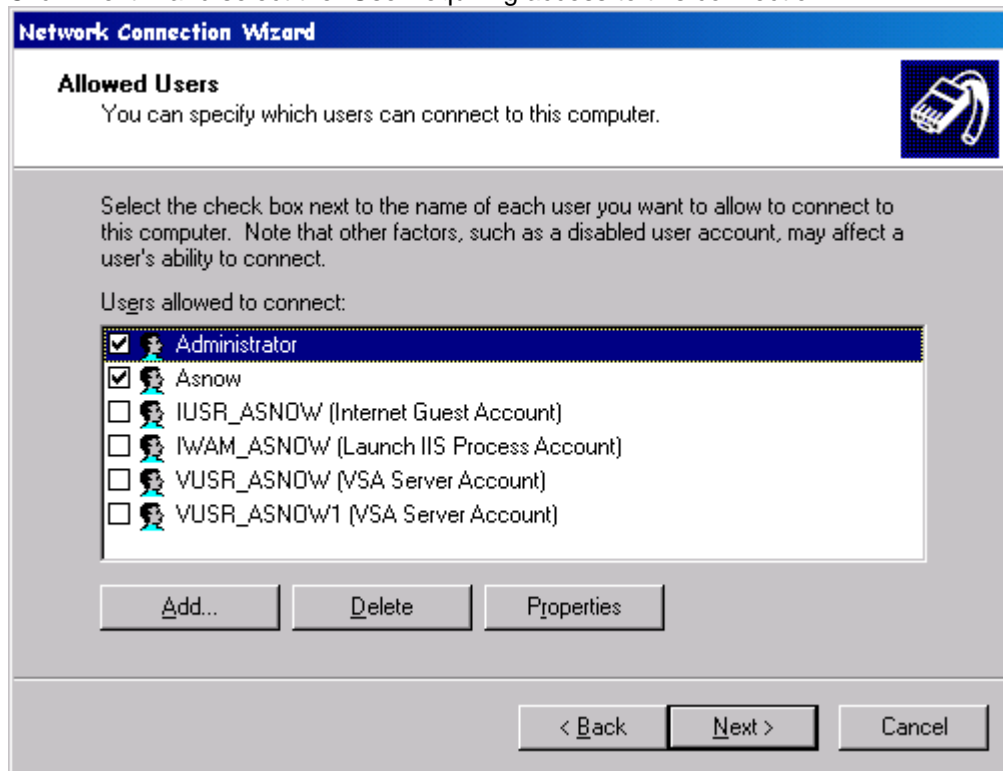 Network Connection Wizard
Allowed Users
You can specify which users can connect to this computer.
Select the check box next to the name of each user you want to allow to connect to
this computer. Note that other factors, such as a disabled user account, may affect a
user's ability to connect.
Users allowed to connect:
Administrator
Asnow
IUSR_ASNOW (Internet Guest Account)
IWAM_ASNOW (Launch IIS Process Account)
VUSR_ASNOW (VSA Server Account)
VUSR_ASNOW1 (VSA Server Account)
Add...
Delete
Properties
< Back
Next >
Cancel